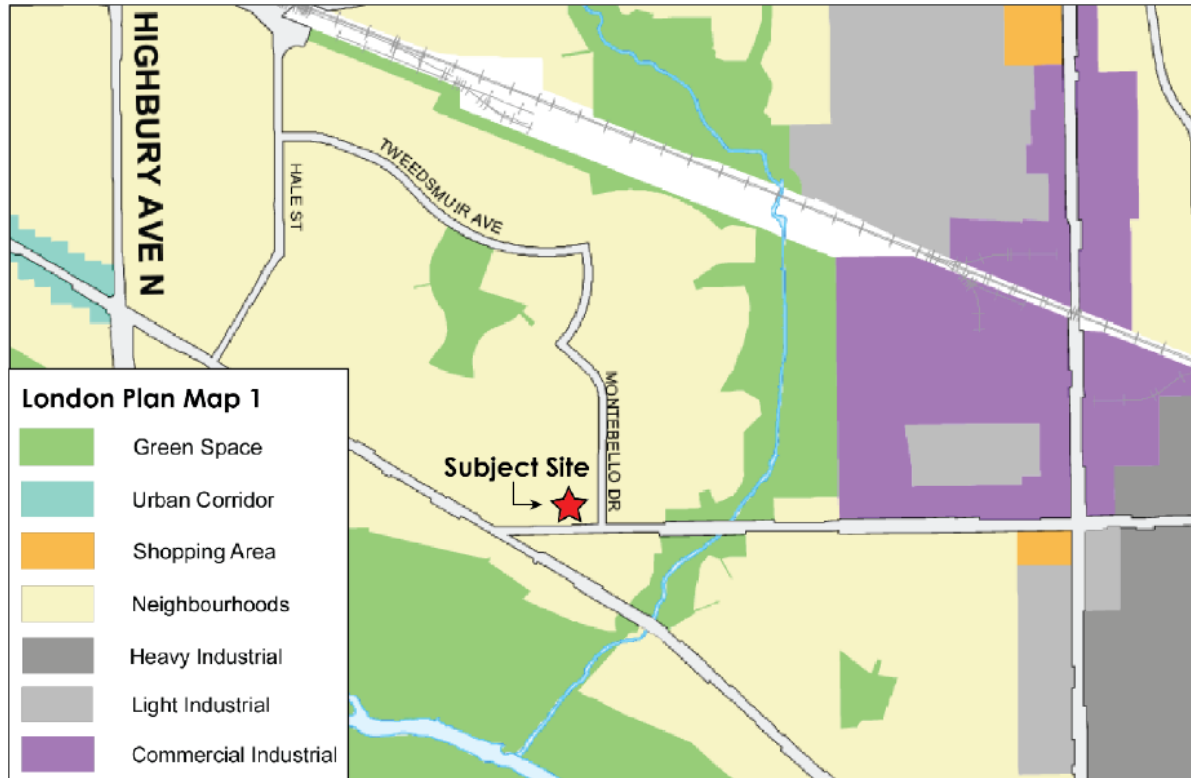 HIGHBURY AVE N
HALE ST
TWEEDSMUIR AVE
MONTEBELLO DR
Subject Site
London Plan Map 1
Green Space
Urban Corridor
Shopping Area
Neighbourhoods
Heavy Industrial
Light Industrial
Commercial Industrial